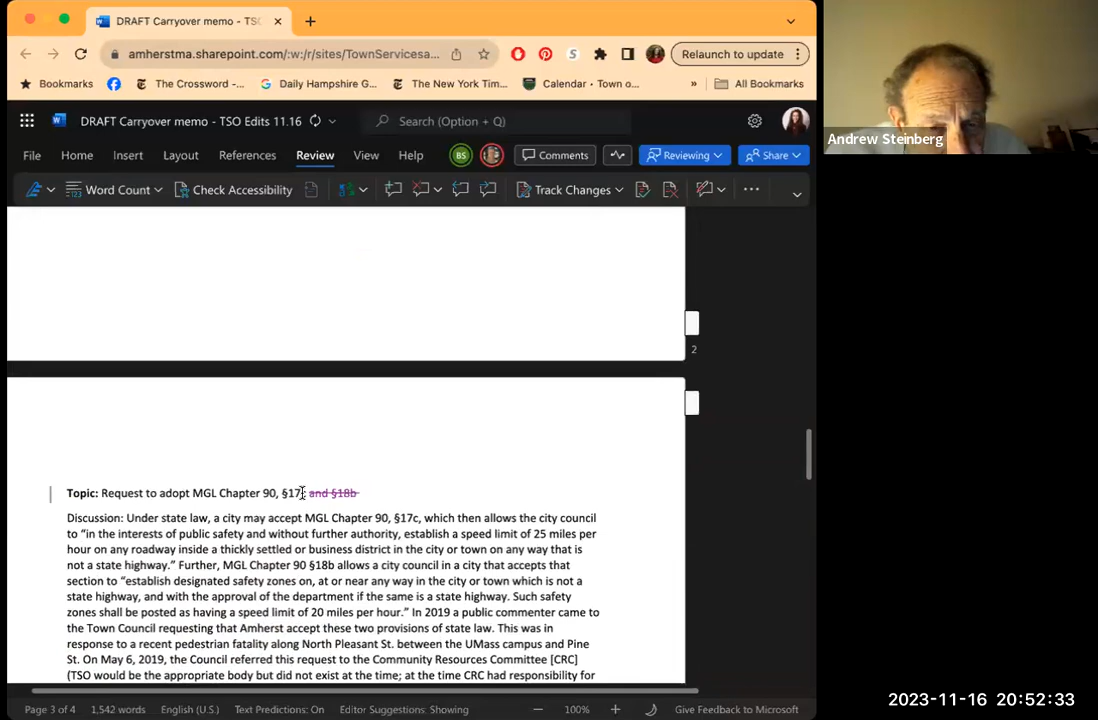 DRAFT Carryover memo - TSO
amherstma.sharepoint.com/:w:/r/sites/TownServicesa...
S
Relaunch to update
Bookmarks
The Crossword -...
Daily Hampshire G...
The New York Tim...
Calendar – Town o...
»
All Bookmarks
DRAFT Carryover memo - TSO Edits 11.16
Search (Option + Q)
File
Home
Insert
Layout
References
Review
View
Help
BS
Comments
Reviewing
Share
Word Count
Check Accessibility
Track Changes
2
Topic: Request to adopt MGL Chapter 90, §17 and §18b
Discussion: Under state law, a city may accept MGL Chapter 90, §17c, which then allows the city council
to “in the interests of public safety and without further authority, establish a speed limit of 25 miles per
hour on any roadway inside a thickly settled or business district in the city or town on any way that is
not a state highway.” Further, MGL Chapter 90 §18b allows a city council in a city that accepts that
section to “establish designated safety zones on, at or near any way in the city or town which is not a
state highway, and with the approval of the department if the same is a state highway. Such safety
zones shall be posted as having a speed limit of 20 miles per hour.” In 2019 a public commenter came to
the Town Council requesting that Amherst accept these two provisions of state law. This was in
response to a recent pedestrian fatality along North Pleasant St. between the UMass campus and Pine
St. On May 6, 2019, the Council referred this request to the Community Resources Committee [CRC]
(TSO would be the appropriate body but did not exist at the time; at the time CRC had responsibility for
Page 3 of 4
1,542 words
English (U.S.)
Text Predictions: On
Editor Suggestions: Showing
100%
Give Feedback to Microsoft
Andrew Steinberg
2023-11-16 20:52:33